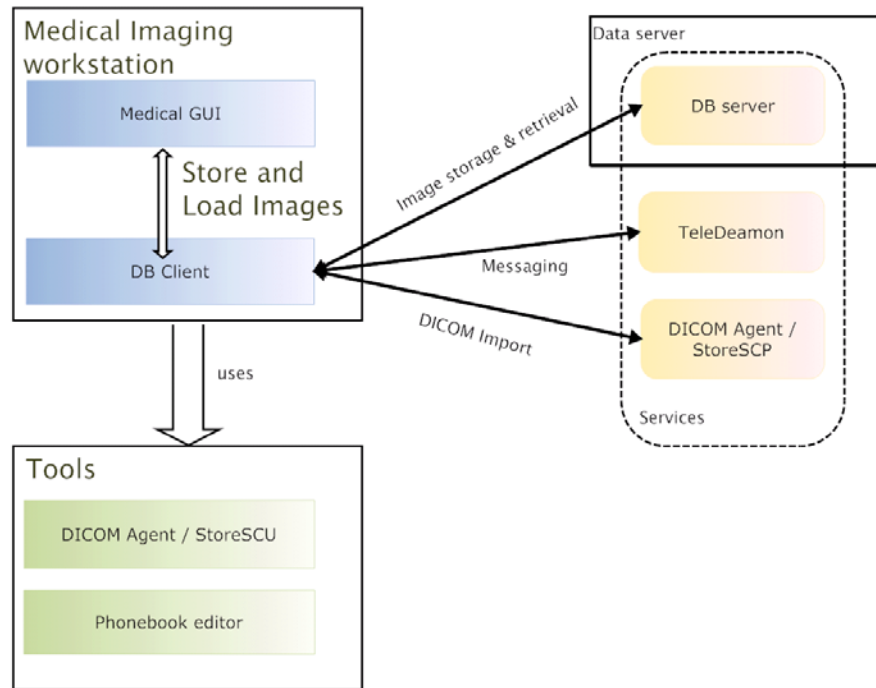 Medical Imaging
workstation
Medical GUI
Store and
Load Images
DB Client
uses
Tools
DICOM Agent / StoreSCU
Phonebook editor
Image storage & retrieval
Messaging
DICOM Import
Data server
DB server
TeleDeamon
DICOM Agent /
StoreSCP
Services